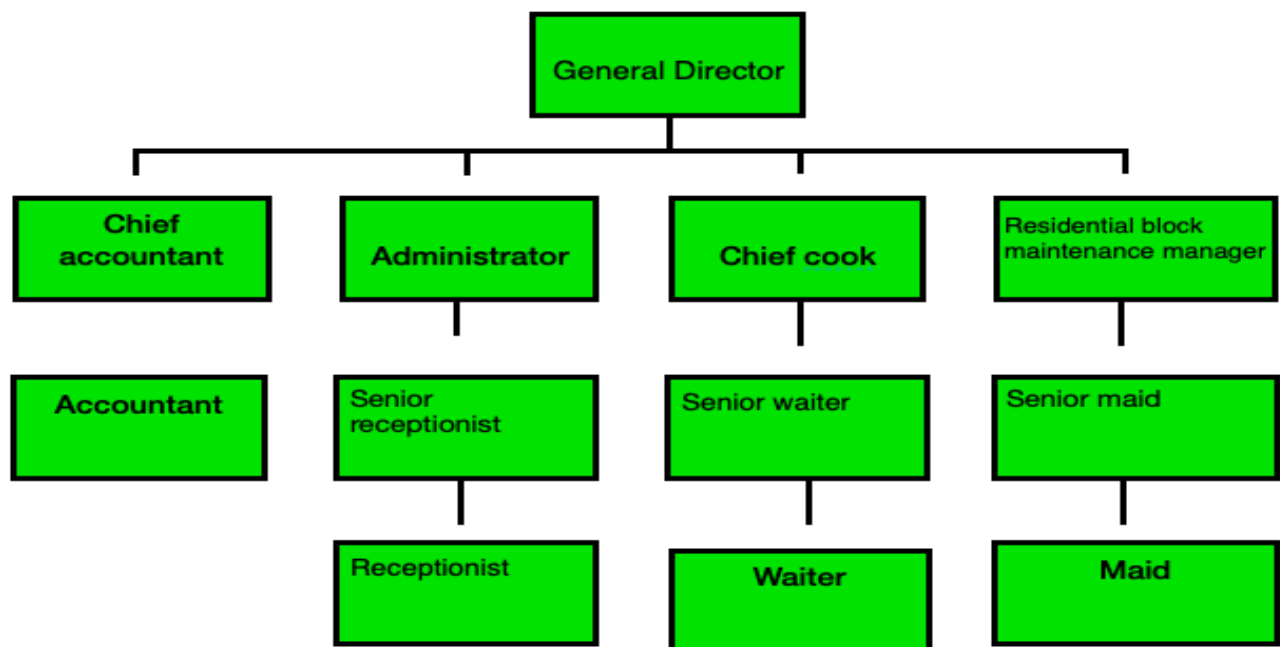 General Director
Chief
accountant
Administrator
Chief cook
Residential block
maintenance manager
Accountant
Senior
receptionist
Senior waiter
Senior maid
Receptionist
Waiter
Maid